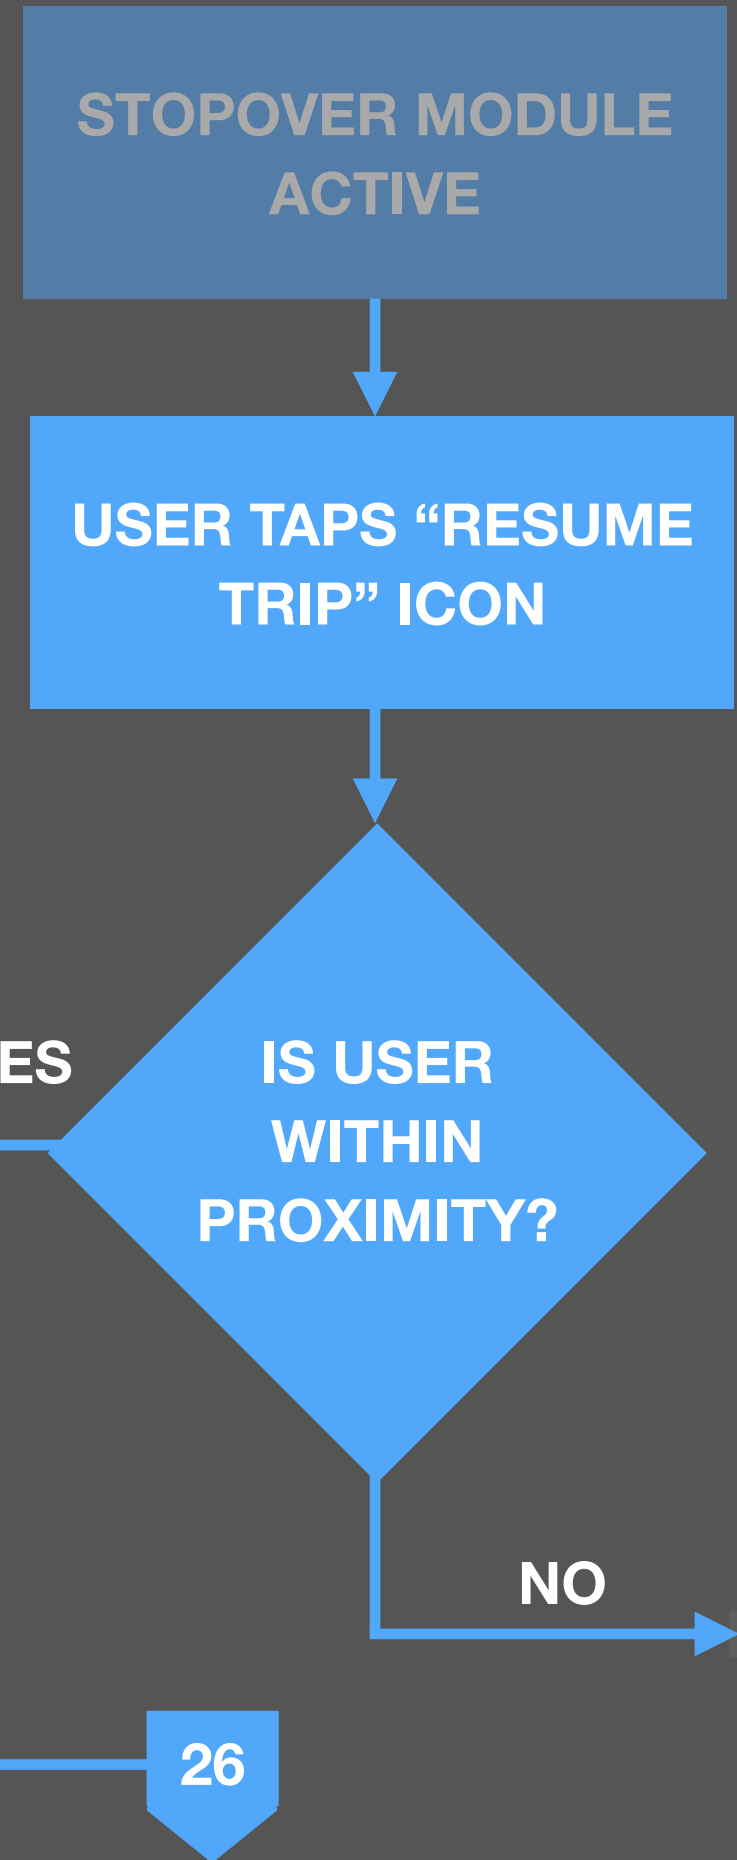 STOPOVER MODULE
ACTIVE
USER TAPS “RESUME
TRIP” ICON
ES
IS USER
WITHIN
PROXIMITY?
NO
26